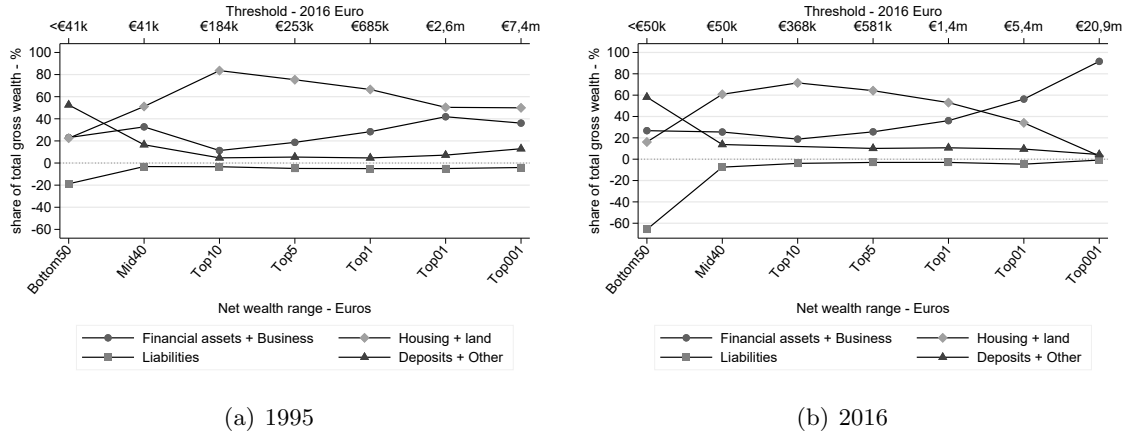 Threshold - 2016 Euro
<€41k €41k €184k €253k €685k €2,6m €7,4m
share of total gross wealth - %
100
80
60
40
20
0
-20
-40
-60
Bottom50 Mid40 Top10 Top5 Top1 Top01 Top001
Net wealth range - Euros
Financial assets + Business Housing + land
Liabilities Deposits + Other
(a) 1995
Threshold - 2016 Euro
<€50k €50k €368k €581k €1,4m €5,4m €20,9m
share of total gross wealth - %
100
80
60
40
20
0
-20
-40
-60
Bottom50 Mid40 Top10 Top5 Top1 Top01 Top001
Net wealth range - Euros
Financial assets + Business Housing + land
Liabilities Deposits + Other
(b) 2016